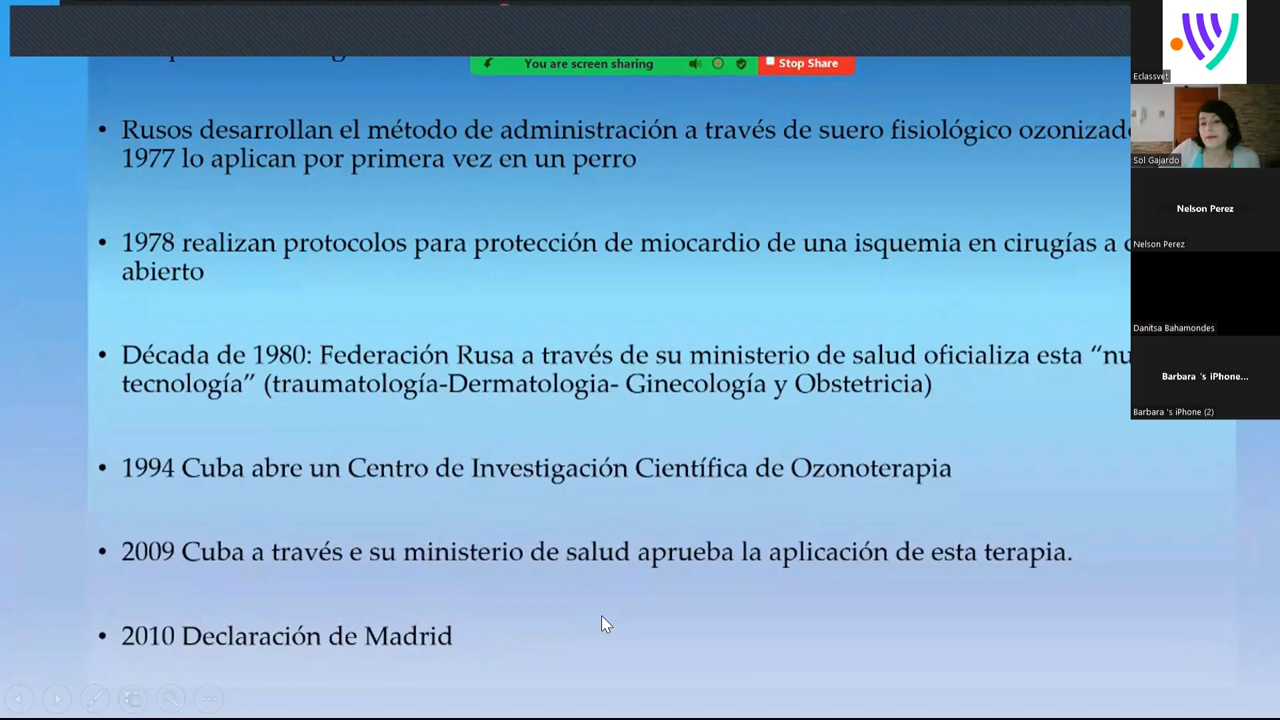 You are screen sharing
Stop Share
• Rusos desarrollan el método de administración a través de suero fisiológico
1977 lo aplican por primera vez en un perro
• 1978 realizan protocolos para protección de miocardio de una isquemia en cirugías a
abierto
• Década de 1980: Federación Rusa a través de su ministerio de salud oficializa esta
tecnología” (traumatología-Dermatologia- Ginecología y Obstetricia)
• 1994 Cuba abre un Centro de Investigación Científica de Ozonoterapia
• 2009 Cuba a través e su ministerio de salud aprueba la aplicación de esta terapia.
• 2010 Declaración de Madrid
Eclassvet
Sol Gajardo
Nelson Perez
Nelson Perez
Danitsa Bahamondes
Barbara 's iPhone...
Barbara 's iPhone (2)